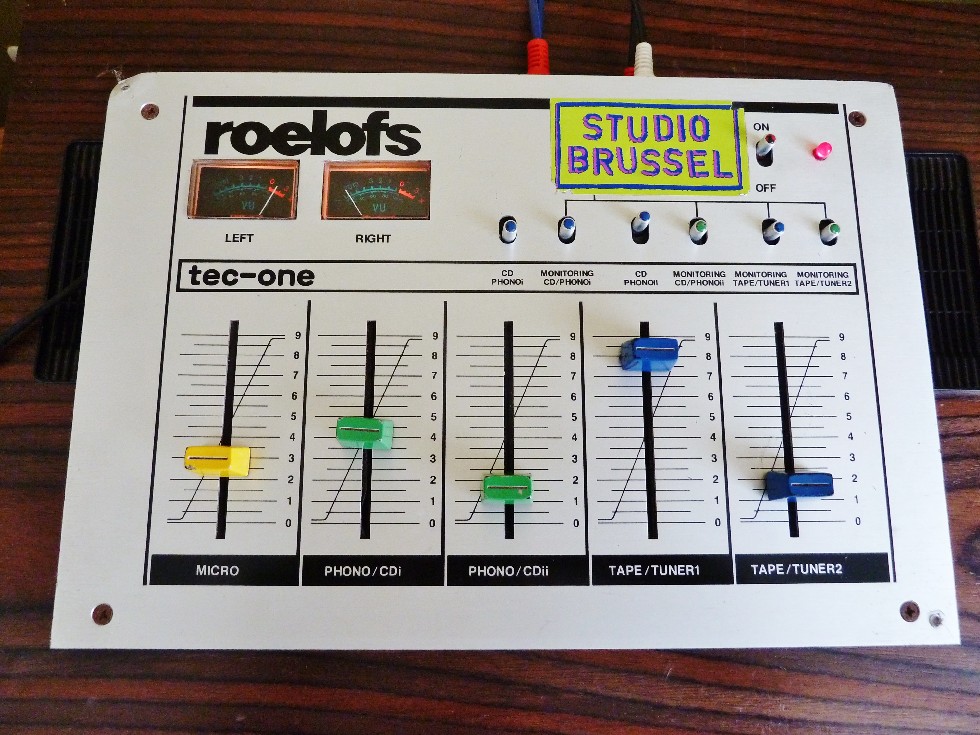 roelofs
STUDIO
BRUSSEL
ON
OFF
VU
VU
LEFT
RIGHT
tec-one
CD
PHONOi
MONITORING
CD/PHONOi
CD
PHONOii
MONITORING
CD/PHONOii
MONITORING
TAPE/TUNER1
MONITORING
TAPE/TUNER2
9
8
7
6
5
4
3
2
1
0
9
8
7
6
5
4
3
2
1
0
9
8
7
6
5
4
3
2
1
0
9
8
7
6
5
4
3
2
1
0
9
8
7
6
5
4
3
2
1
0
MICRO
PHONO/CDi
PHONO/CDii
TAPE/TUNER1
TAPE/TUNER2